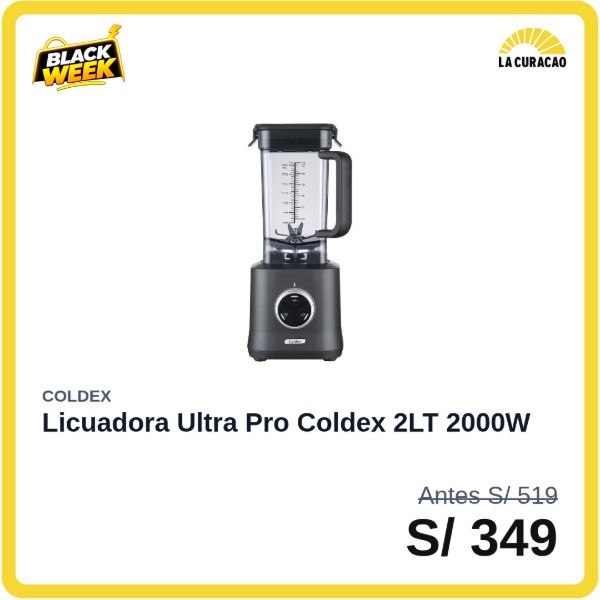 BLACK
WEEK
LA CURACAO
COLDEX
Licuadora Ultra Pro Coldex 2LT 2000W
Antes S/ 519
S/ 349